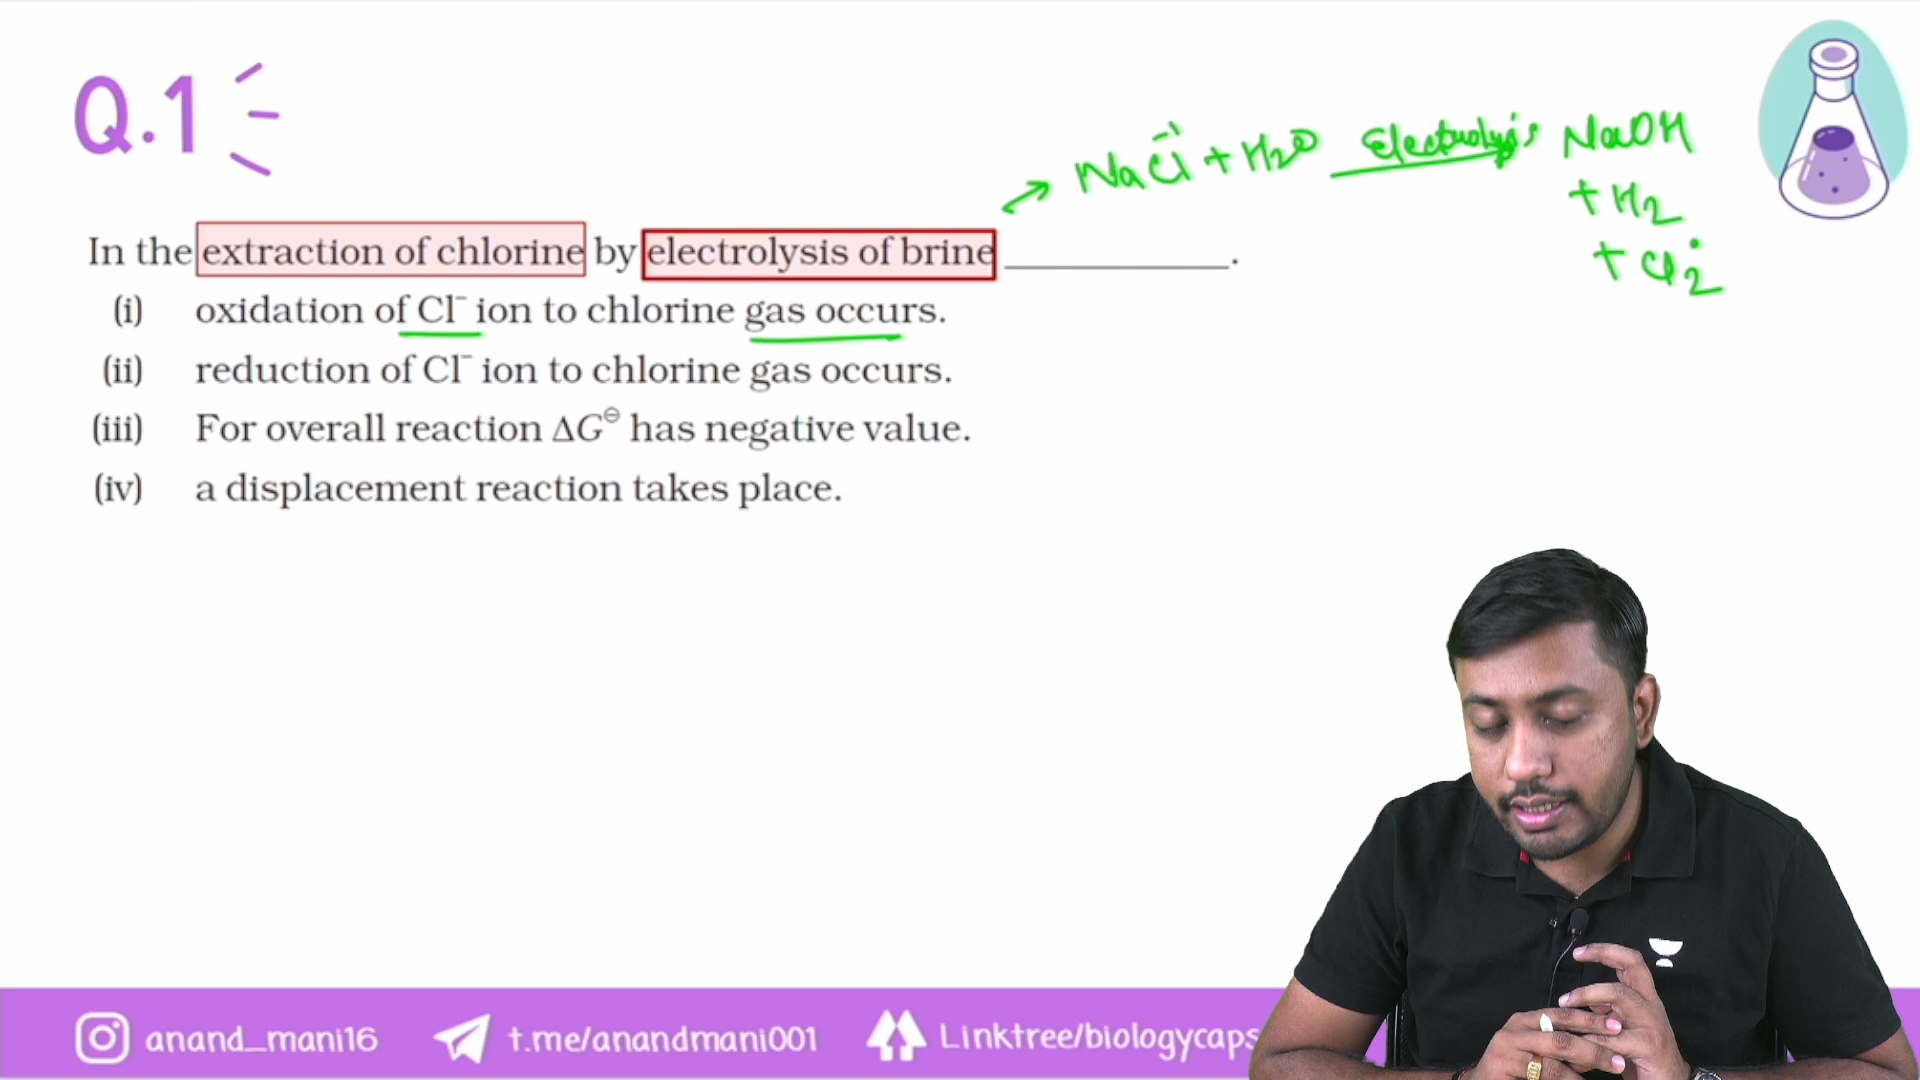 Q.1
NaCl⁻¹ + H₂O Electrolysis NaOH
+ H₂
+ Cl₂°
In the extraction of chlorine by electrolysis of brine ____________.
(i) oxidation of Cl⁻ ion to chlorine gas occurs.
(ii) reduction of Cl⁻ ion to chlorine gas occurs.
(iii) For overall reaction ΔG⊖ has negative value.
(iv) a displacement reaction takes place.
anand_mani16 t.me/anandmani001 Linktree/biologycaps